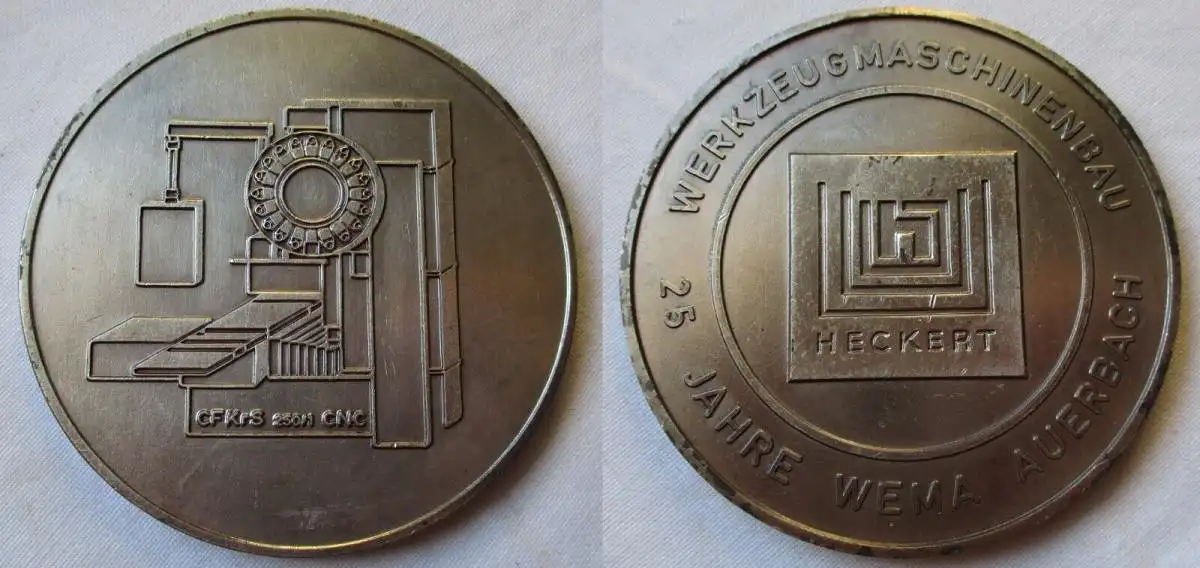 CFKrS 250/1 CNC
WERKZEUGMASCHINENBAU
HECKERT
25 JAHRE WEMA AUERBACH